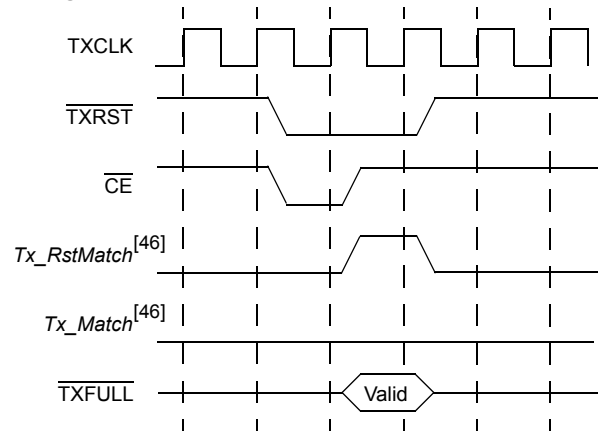 TXCLK
TXRST
CE
Tx_RstMatch[46]
Tx_Match[46]
TXFULL
Valid